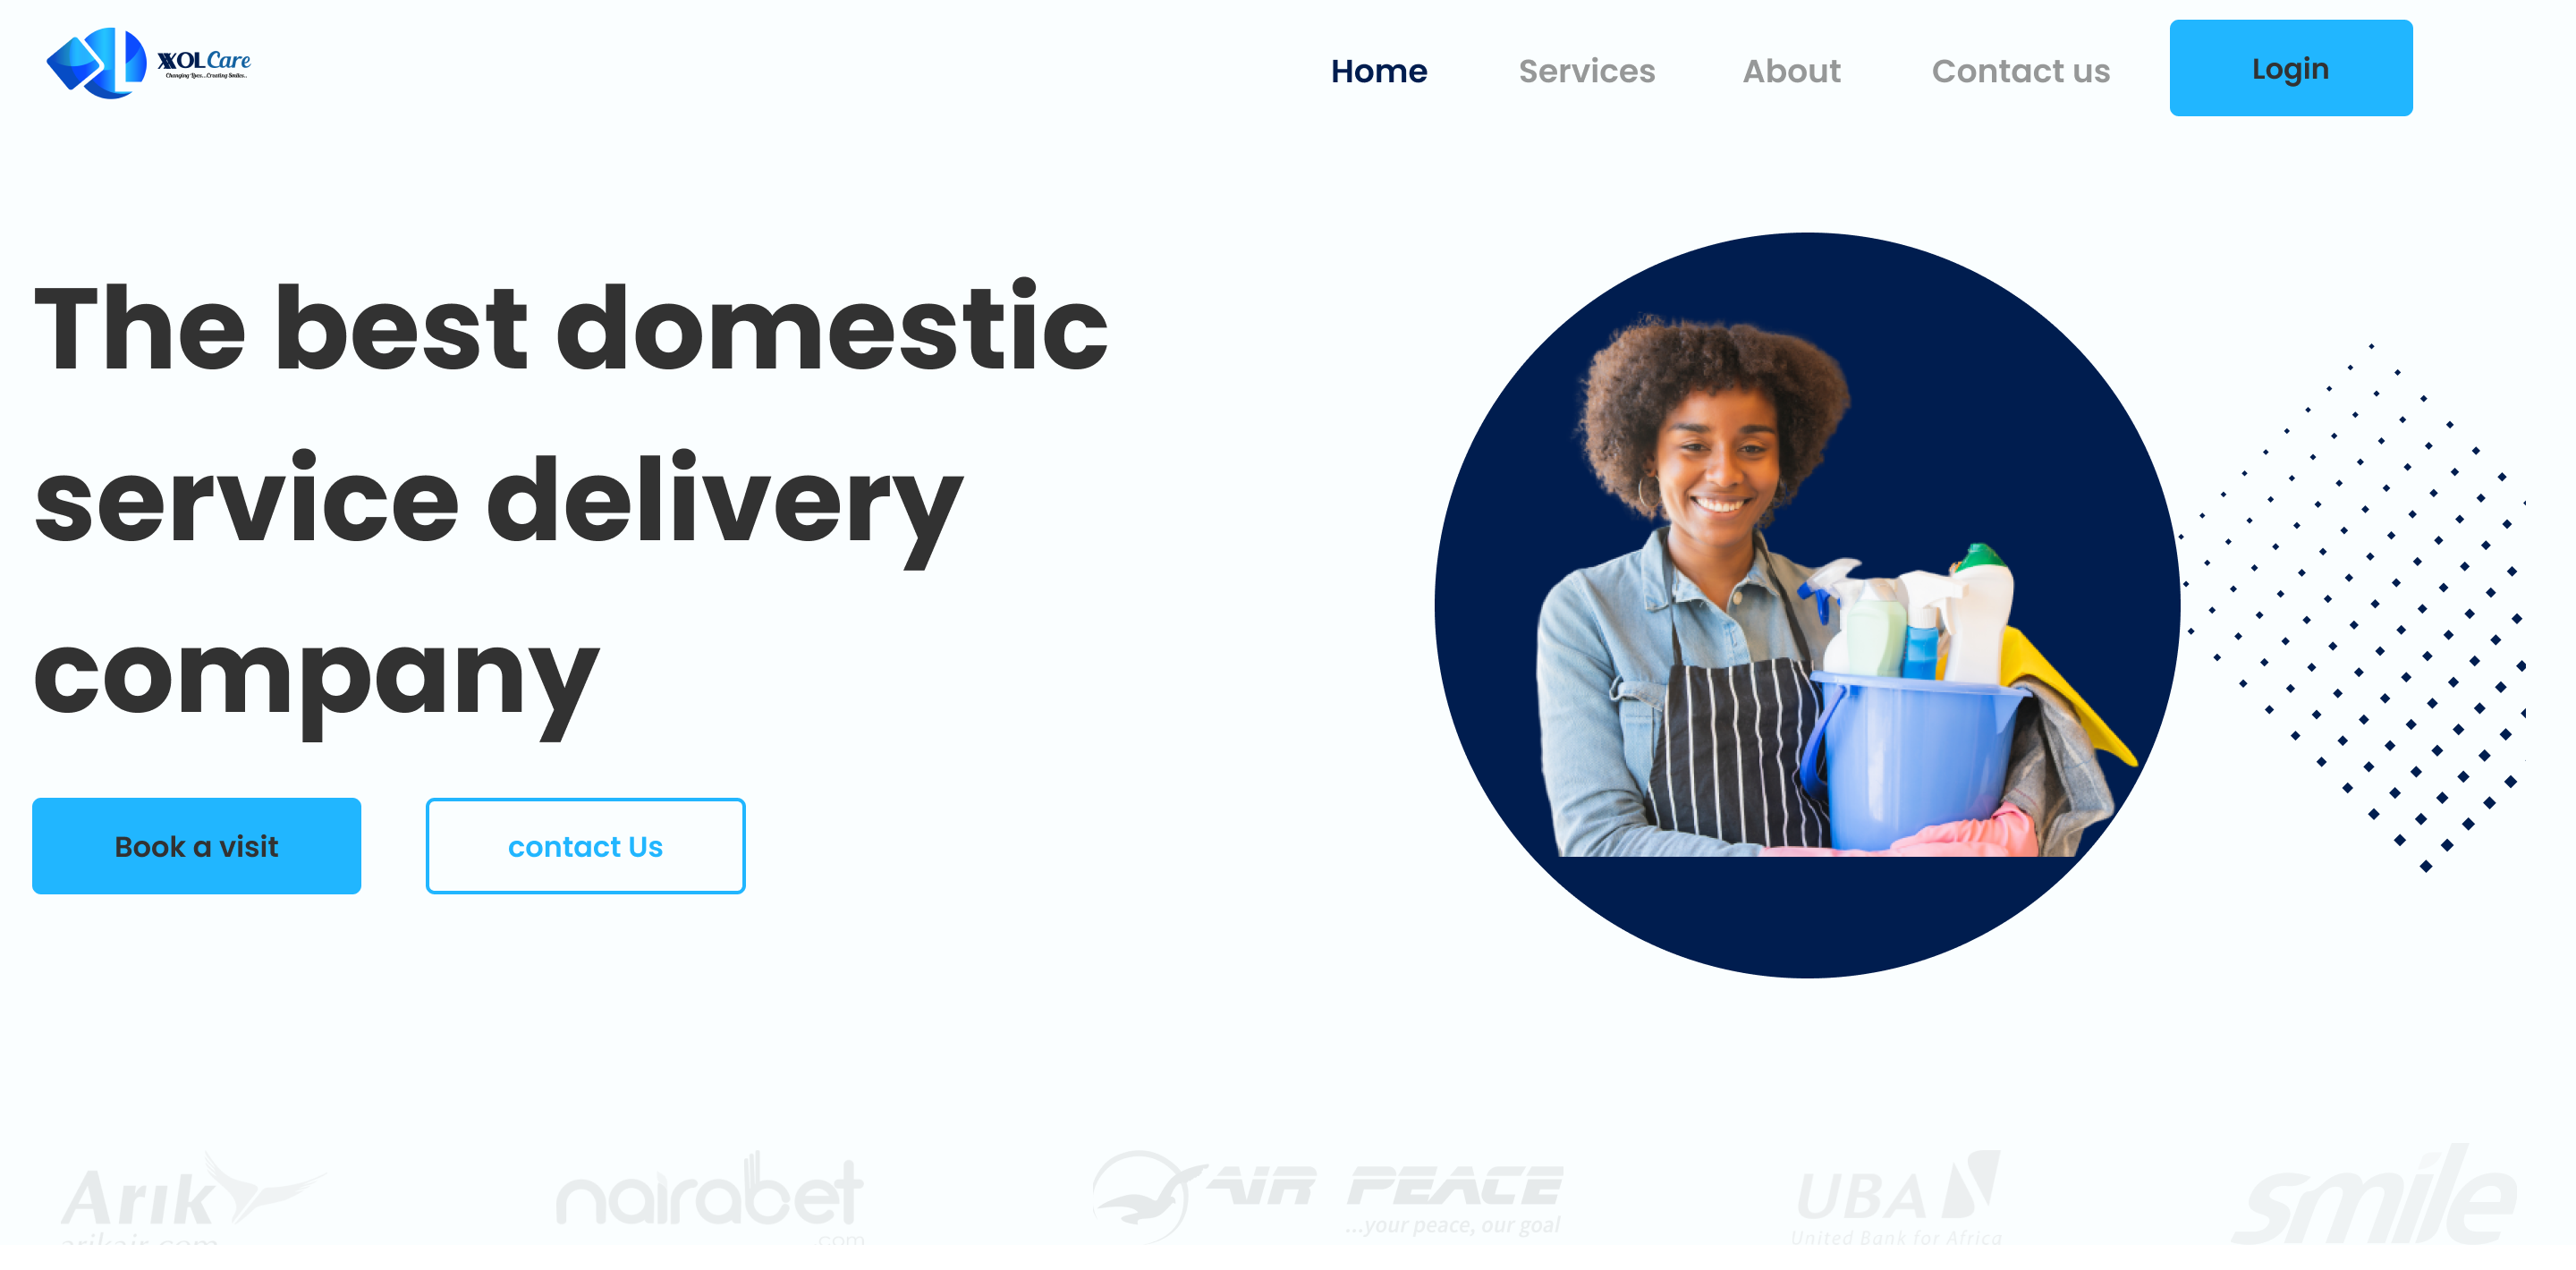 XXOLCare
Changing Lives...Creating Smiles..
Home
Services
About
Contact us
Login
The best domestic
service delivery
company
Book a visit
contact Us
Arik
arikair.com
nairabet
.com
AIR PEACE
...your peace, our goal
UBA
United Bank for Africa
smile